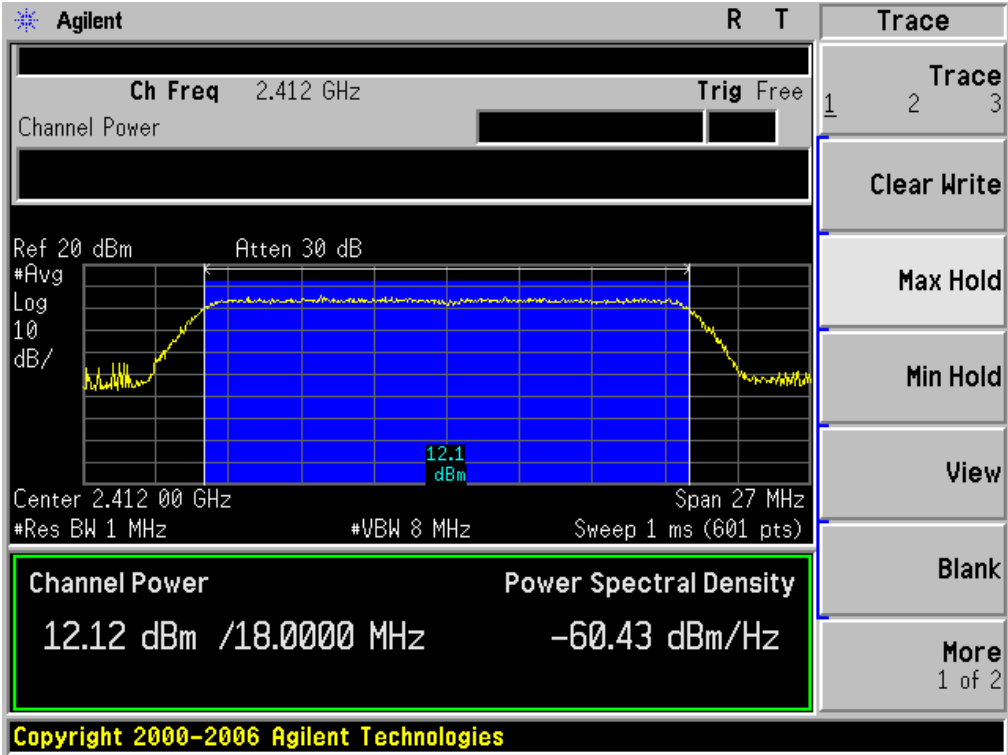 Agilent R T Trace
Ch Freq 2.412 GHz Trig Free
Channel Power
Trace
1 2 3
Clear Write
Max Hold
Min Hold
View
Blank
More
1 of 2
Ref 20 dBm Atten 30 dB
#Avg
Log
10
dB/
12.1
dBm
Center 2.412 00 GHz Span 27 MHz
#Res BW 1 MHz #VBW 8 MHz Sweep 1 ms (601 pts)
Channel Power Power Spectral Density
12.12 dBm /18.0000 MHz -60.43 dBm/Hz
Copyright 2000-2006 Agilent Technologies